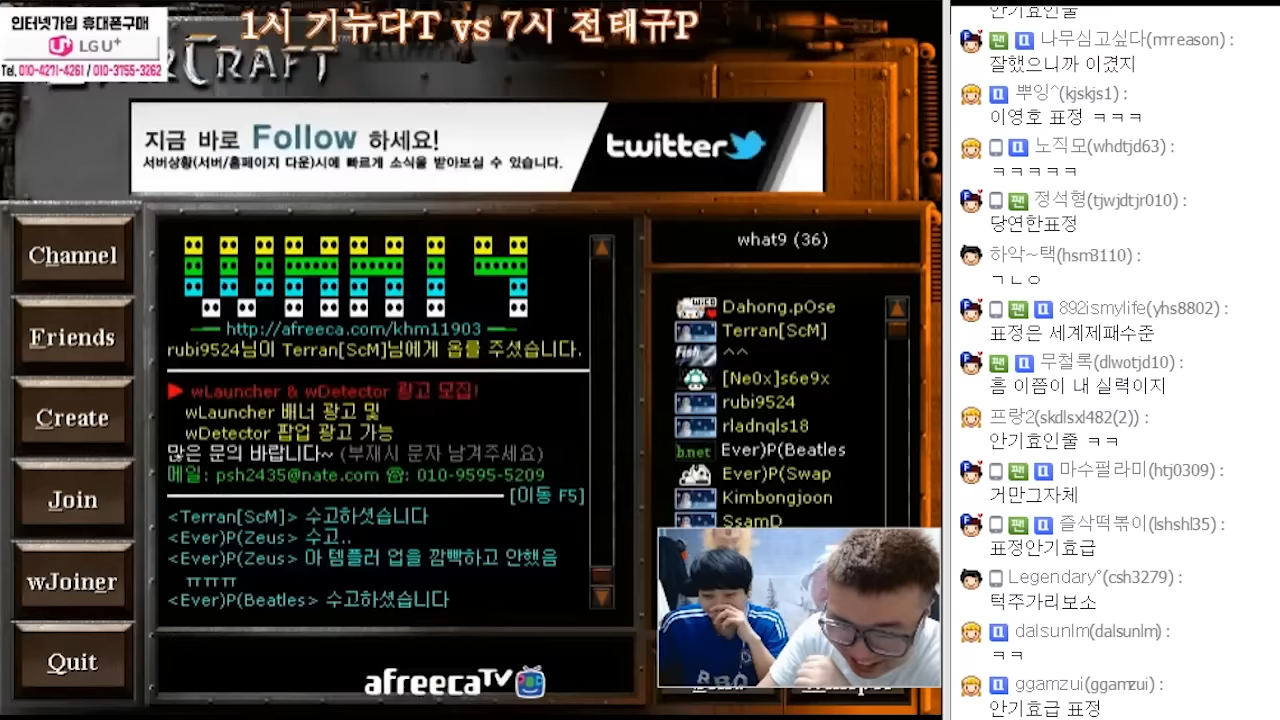 인터넷가입 휴대폰구매
LG U+
Tel. 010-4271-4261 / 010-3755-3262
1시 기뉴다T vs 7시 전태규P
지금 바로 Follow 하세요!
서버상황(서버/홈페이지 다운)시에 빠르게 소식을 받아보실 수 있습니다.
twitter
Channel
Friends
Create
Join
wJoiner
Quit
http://afreeca.com/khm11903
rubi9524님이 Terran[ScM]님에게 옵를 주셨습니다.
▶ wLauncher & wDetector 광고 모집!
wLauncher 배너 광고 및
wDetector 팝업 광고 가능
많은 문의 바랍니다~ (부재시 문자 남겨주세요)
메일: psh2435@nate.com ☎: 010-9595-5209
[이동 F5]
<Terran[ScM]> 수고하셧습니다
<Ever)P(Zeus> 수고..
<Ever)P(Zeus> 마 템플러 업을 깜빡하고 안했음
ㅠㅠㅠ
<Ever)P(Beatles> 수고하셨습니다
afreecaTV
what9 (36)
Dahong.pOse
Terran[ScM]
^^
[Ne0x]s6e9x
rubi9524
rladnqls18
Ever)P(Beatles
Ever)P(Swap
Kimbongjoon
SsamD
안기효인줄
나무심고싶다(mrreason) :
잘했으니까 이겼지
뿌잉^(kjskjs1) :
이영호 표정 ㅋㅋㅋ
노직모(whdtjd63) :
ㅋㅋㅋㅋㅋ
정석형(tjwjdtjr010) :
당연한표정
하악~택(hsm3110) :
ㄱㄴㅇ
892ismylife(yhs8802) :
표정은 세계제패수준
무철록(dlwotjd10) :
흠 이쯤이 내 실력이지
프랑2(skdlsxl482(2)) :
안기효인줄 ㅋㅋ
마수펄라미(htj0309) :
거만그자체
즐삭떡볶이(lshshl35) :
표정안기효급
Legendary°(csh3279) :
턱주가리보소
dalsunlm(dalsunlm) :
ㅋㅋ
ggamzui(ggamzui) :
안기효급 표정